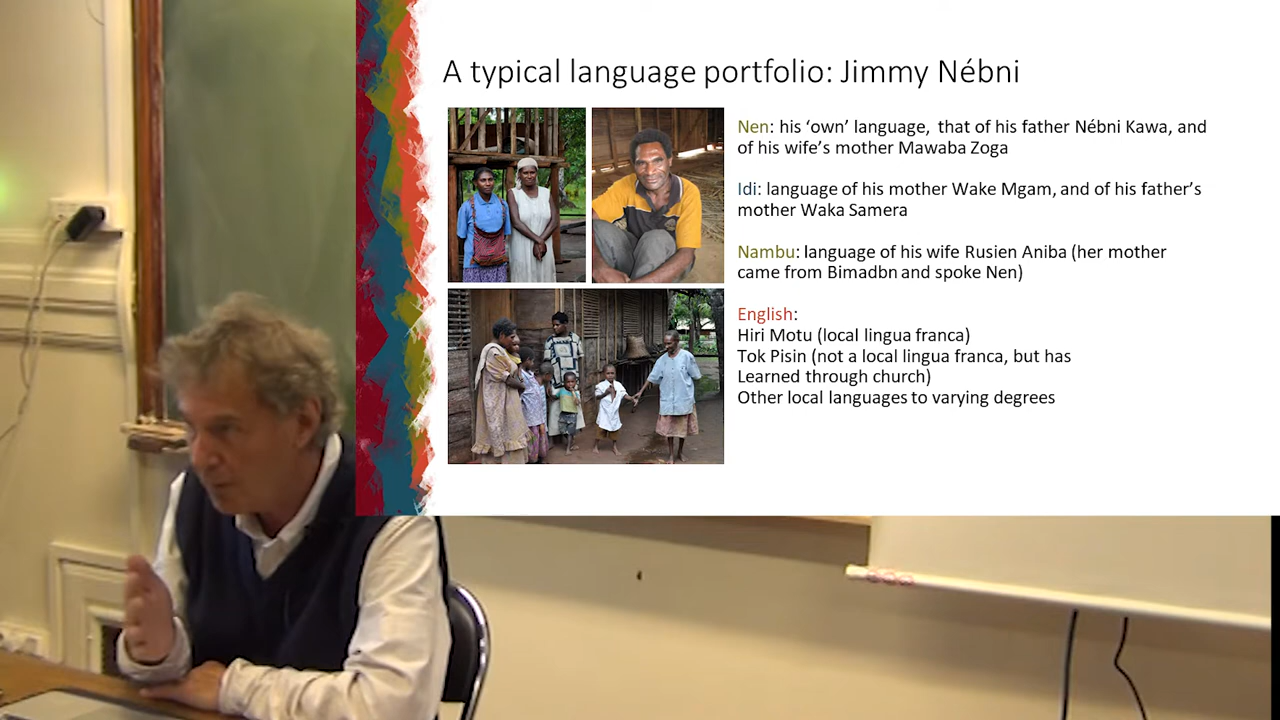 A typical language portfolio: Jimmy Nébni
Nen: his ‘own’ language, that of his father Nébni Kawa, and
of his wife’s mother Mawaba Zoga
Idi: language of his mother Wake Mgam, and of his father’s
mother Waka Samera
Nambu: language of his wife Rusien Aniba (her mother
came from Bimadbn and spoke Nen)
English:
Hiri Motu (local lingua franca)
Tok Pisin (not a local lingua franca, but has
Learned through church)
Other local languages to varying degrees